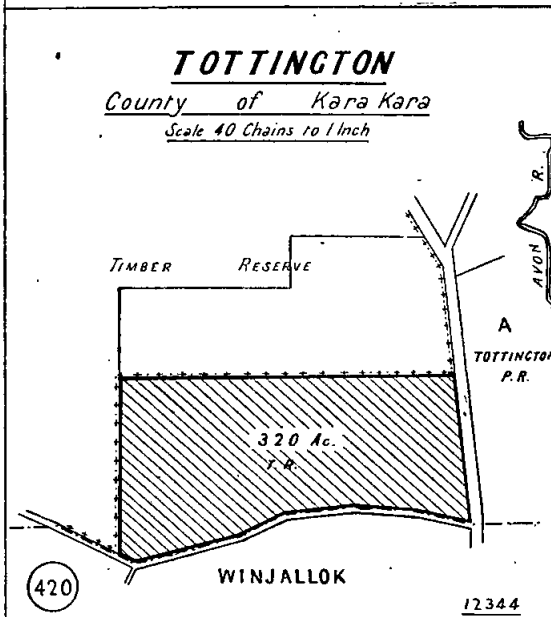 TOTTINGTON
County of Kara Kara
Scale 40 Chains to 1 Inch
TIMBER RESERVE
AVON R.
A
TOTTINGTON
P.R.
320 Ac.
T.R.
WINJALLOK
420
12344